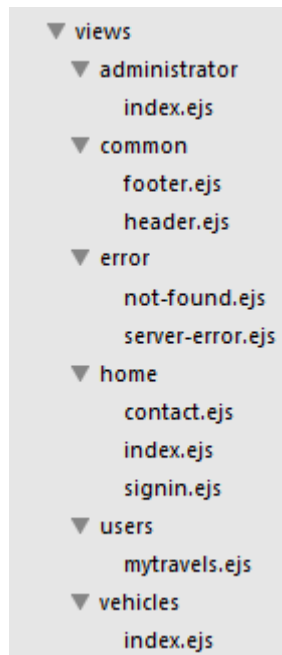 views
administrator
index.ejs
common
footer.ejs
header.ejs
error
not-found.ejs
server-error.ejs
home
contact.ejs
index.ejs
signin.ejs
users
mytravels.ejs
vehicles
index.ejs